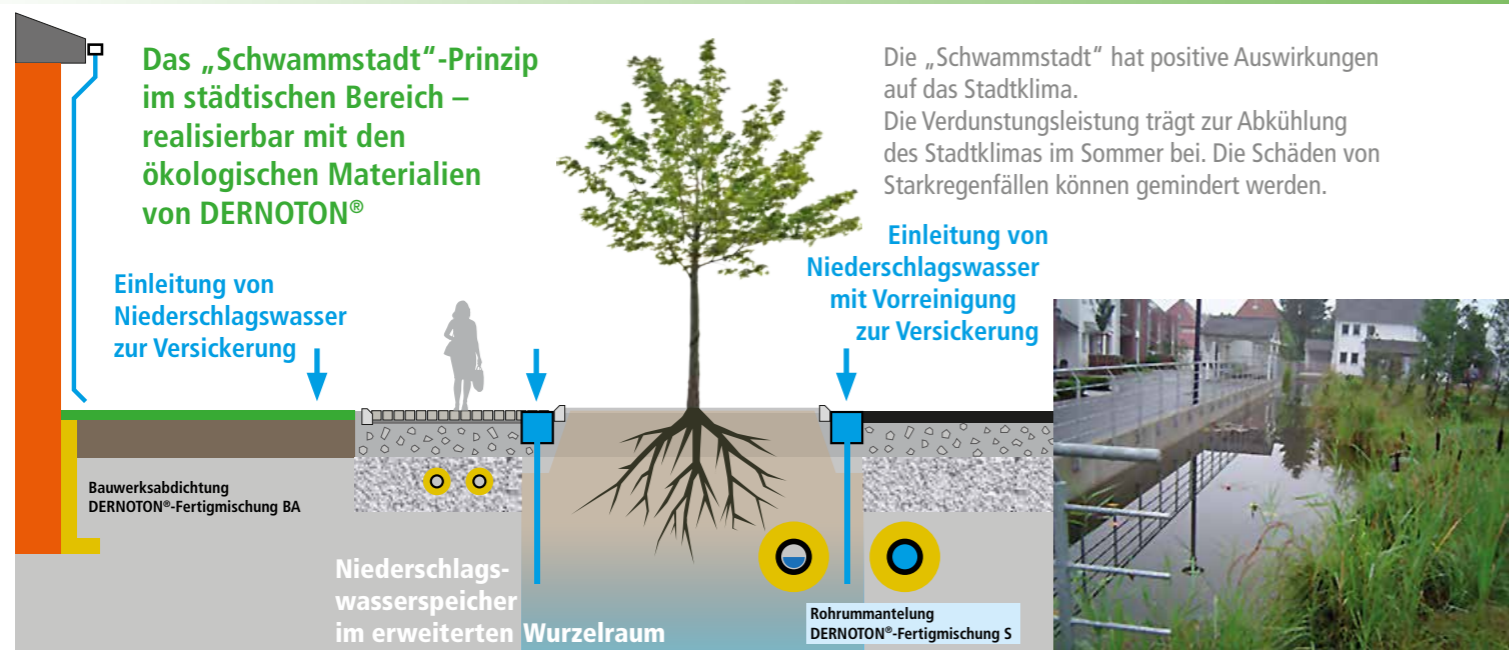 Das „Schwammstadt“-Prinzip
im städtischen Bereich –
realisierbar mit den
ökologischen Materialien
von DERNOTON®
Die „Schwammstadt“ hat positive Auswirkungen
auf das Stadtklima.
Die Verdunstungsleistung trägt zur Abkühlung
des Stadtklimas im Sommer bei. Die Schäden von
Starkregenfällen können gemindert werden.
Einleitung von
Niederschlagswasser
zur Versickerung
Einleitung von
Niederschlagswasser
mit Vorreinigung
zur Versickerung
Bauwerksabdichtung
DERNOTON®-Fertigmischung BA
Niederschlags-
wasserspeicher
im erweiterten Wurzelraum
Rohrummantelung
DERNOTON®-Fertigmischung S